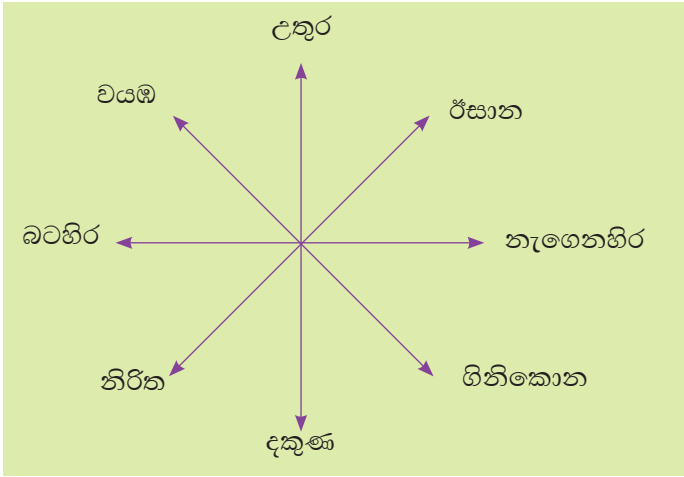 උතුර
වයඹ
ඊසාන
බටහිර
නැගෙනහිර
නිරිත
ගිනිකොන
දකුණ